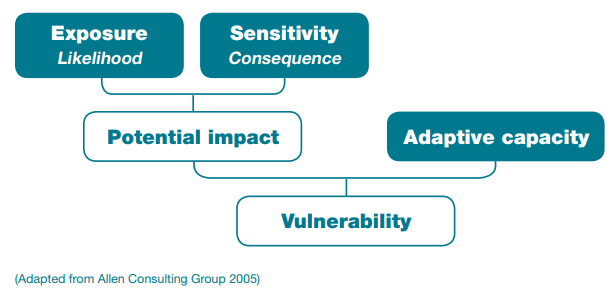 Exposure
Likelihood
Sensitivity
Consequence
Potential impact
Adaptive capacity
Vulnerability
(Adapted from Allen Consulting Group 2005)